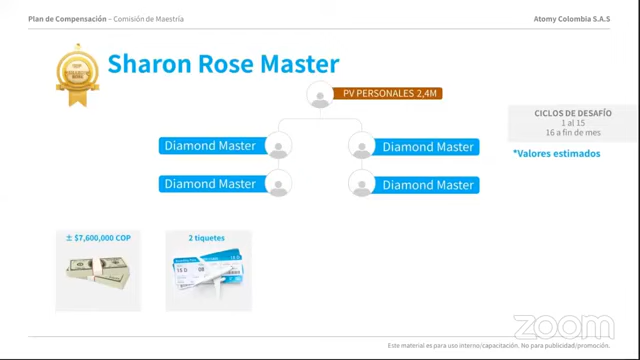 Plan de Compensación – Comisión de Maestría
Atomy Colombia S.A.S
Sharon Rose Master
PV PERSONALES 2,4M
CICLOS DE DESAFÍO
1 al 15
16 a fin de mes
*Valores estimados
Diamond Master
Diamond Master
Diamond Master
Diamond Master
± $7,600,000 COP
2 tiquetes
zoom
Este material es para uso interno/capacitación. No para publicidad/promoción.